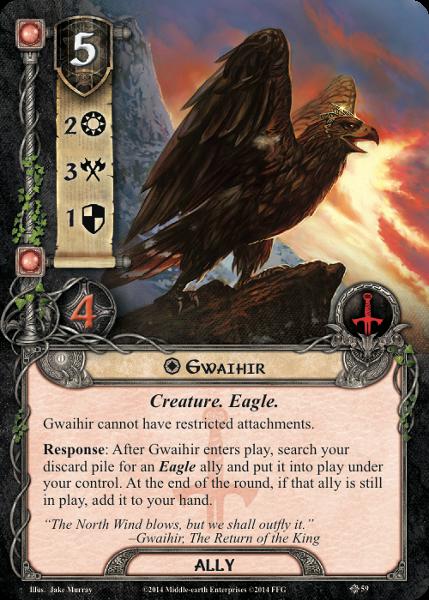 5
2
3
1
4
Gwaihir
Creature. Eagle.
Gwaihir cannot have restricted attachments.
Response: After Gwaihir enters play, search your
discard pile for an Eagle ally and put it into play under
your control. At the end of the round, if that ally is still
in play, add it to your hand.
"The North Wind blows, but we shall outfly it."
–Gwaihir, The Return of the King
Ally
Illus. Jake Murray ©2014 Middle-earth Enterprises ©2014 FFG 59